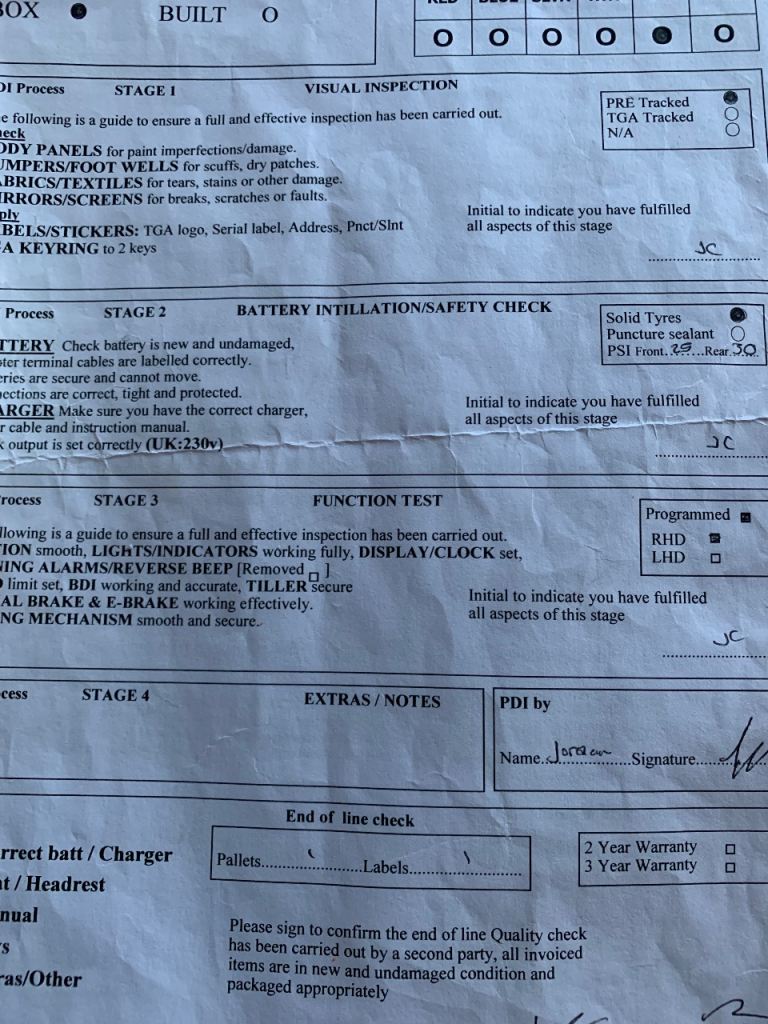 BOX BUILT O
O O O O O
PDI Process STAGE 1 VISUAL INSPECTION
e following is a guide to ensure a full and effective inspection has been carried out.
eck
ODY PANELS for paint imperfections/damage.
UMPERS/FOOT WELLS for scuffs, dry patches.
ABRICS/TEXTILES for tears, stains or other damage.
IRRORS/SCREENS for breaks, scratches or faults.
ply
BELS/STICKERS: TGA logo, Serial label, Address, Pnct/Slnt
A KEYRING to 2 keys
PRE Tracked
TGA Tracked
N/A
Initial to indicate you have fulfilled
all aspects of this stage
JC
Process STAGE 2 BATTERY INTILLATION/SAFETY CHECK
TTERY Check battery is new and undamaged,
ter terminal cables are labelled correctly.
eries are secure and cannot move.
ections are correct, tight and protected.
ARGER Make sure you have the correct charger,
r cable and instruction manual.
k output is set correctly (UK:230v)
Solid Tyres
Puncture sealant
PSI Front..25...Rear.30.
Initial to indicate you have fulfilled
all aspects of this stage
JC
rocess STAGE 3 FUNCTION TEST
llowing is a guide to ensure a full and effective inspection has been carried out.
ION smooth, LIGHTS/INDICATORS working fully, DISPLAY/CLOCK set,
NING ALARMS/REVERSE BEEP [Removed ]
limit set, BDI working and accurate, TILLER secure
AL BRAKE & E-BRAKE working effectively.
NG MECHANISM smooth and secure.
Programmed
RHD
LHD
Initial to indicate you have fulfilled
all aspects of this stage
JC
cess STAGE 4 EXTRAS / NOTES
PDI by
Name Signature
End of line check
Pallets Labels
2 Year Warranty
3 Year Warranty
rrect batt / Charger
at / Headrest
nual
s
ras/Other
Please sign to confirm the end of line Quality check
has been carried out by a second party, all invoiced
items are in new and undamaged condition and
packaged appropriately